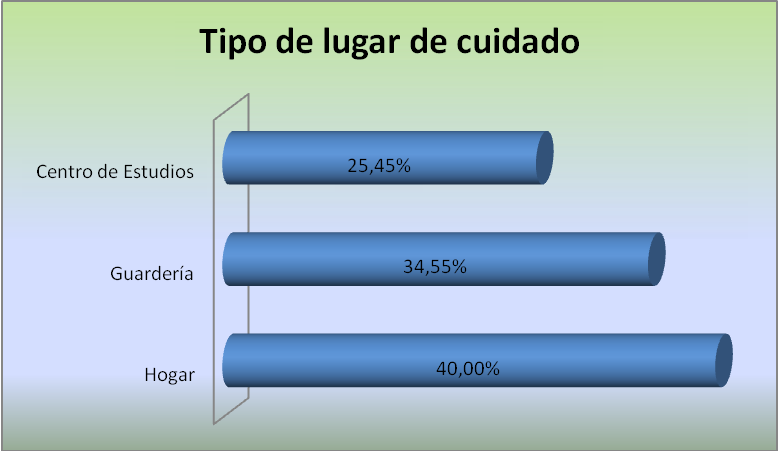 Tipo de lugar de cuidado
Centro de Estudios
25,45%
Guardería
34,55%
Hogar
40,00%